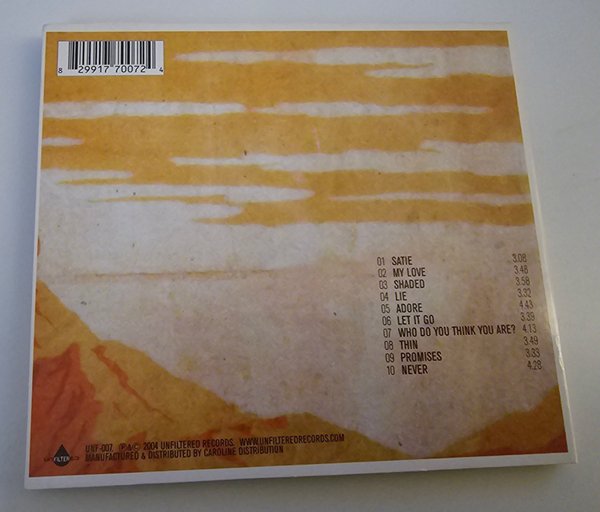 8 29917 70072 4
01 SATIE 3.08
02 MY LOVE 3.48
03 SHADED 3.58
04 LIE 3.32
05 ADORE 4.43
06 LET IT GO 3.39
07 WHO DO YOU THINK YOU ARE? 4.13
08 THIN 3.49
09 PROMISES 3.33
10 NEVER 4.28
UNFILTERED
UNF-007 ℗&© 2004 UNFILTERED RECORDS. WWW.UNFILTEREDRECORDS.COM
MANUFACTURED & DISTRIBUTED BY CAROLINE DISTRIBUTION